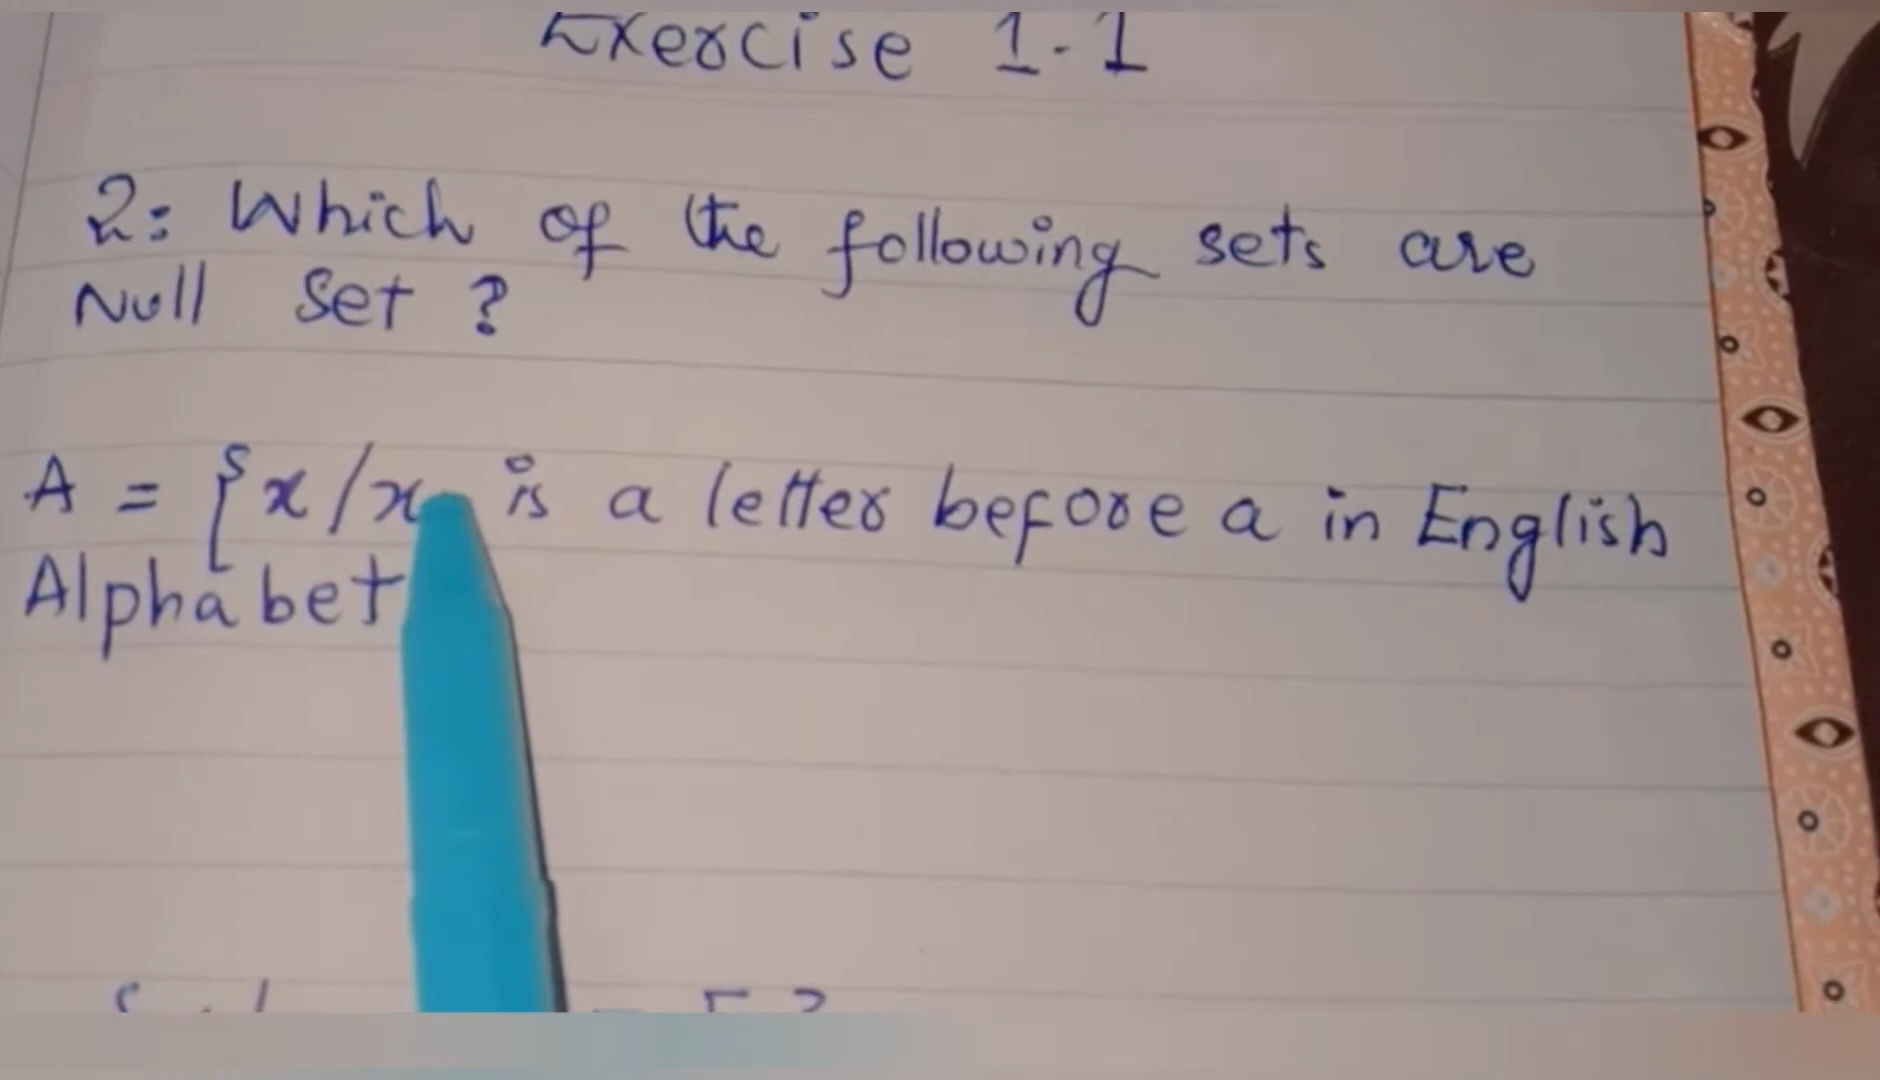 Exercise 1-1
2: Which of the following sets are
Null set ?
A = {x/x is a letter before a in English
Alphabet